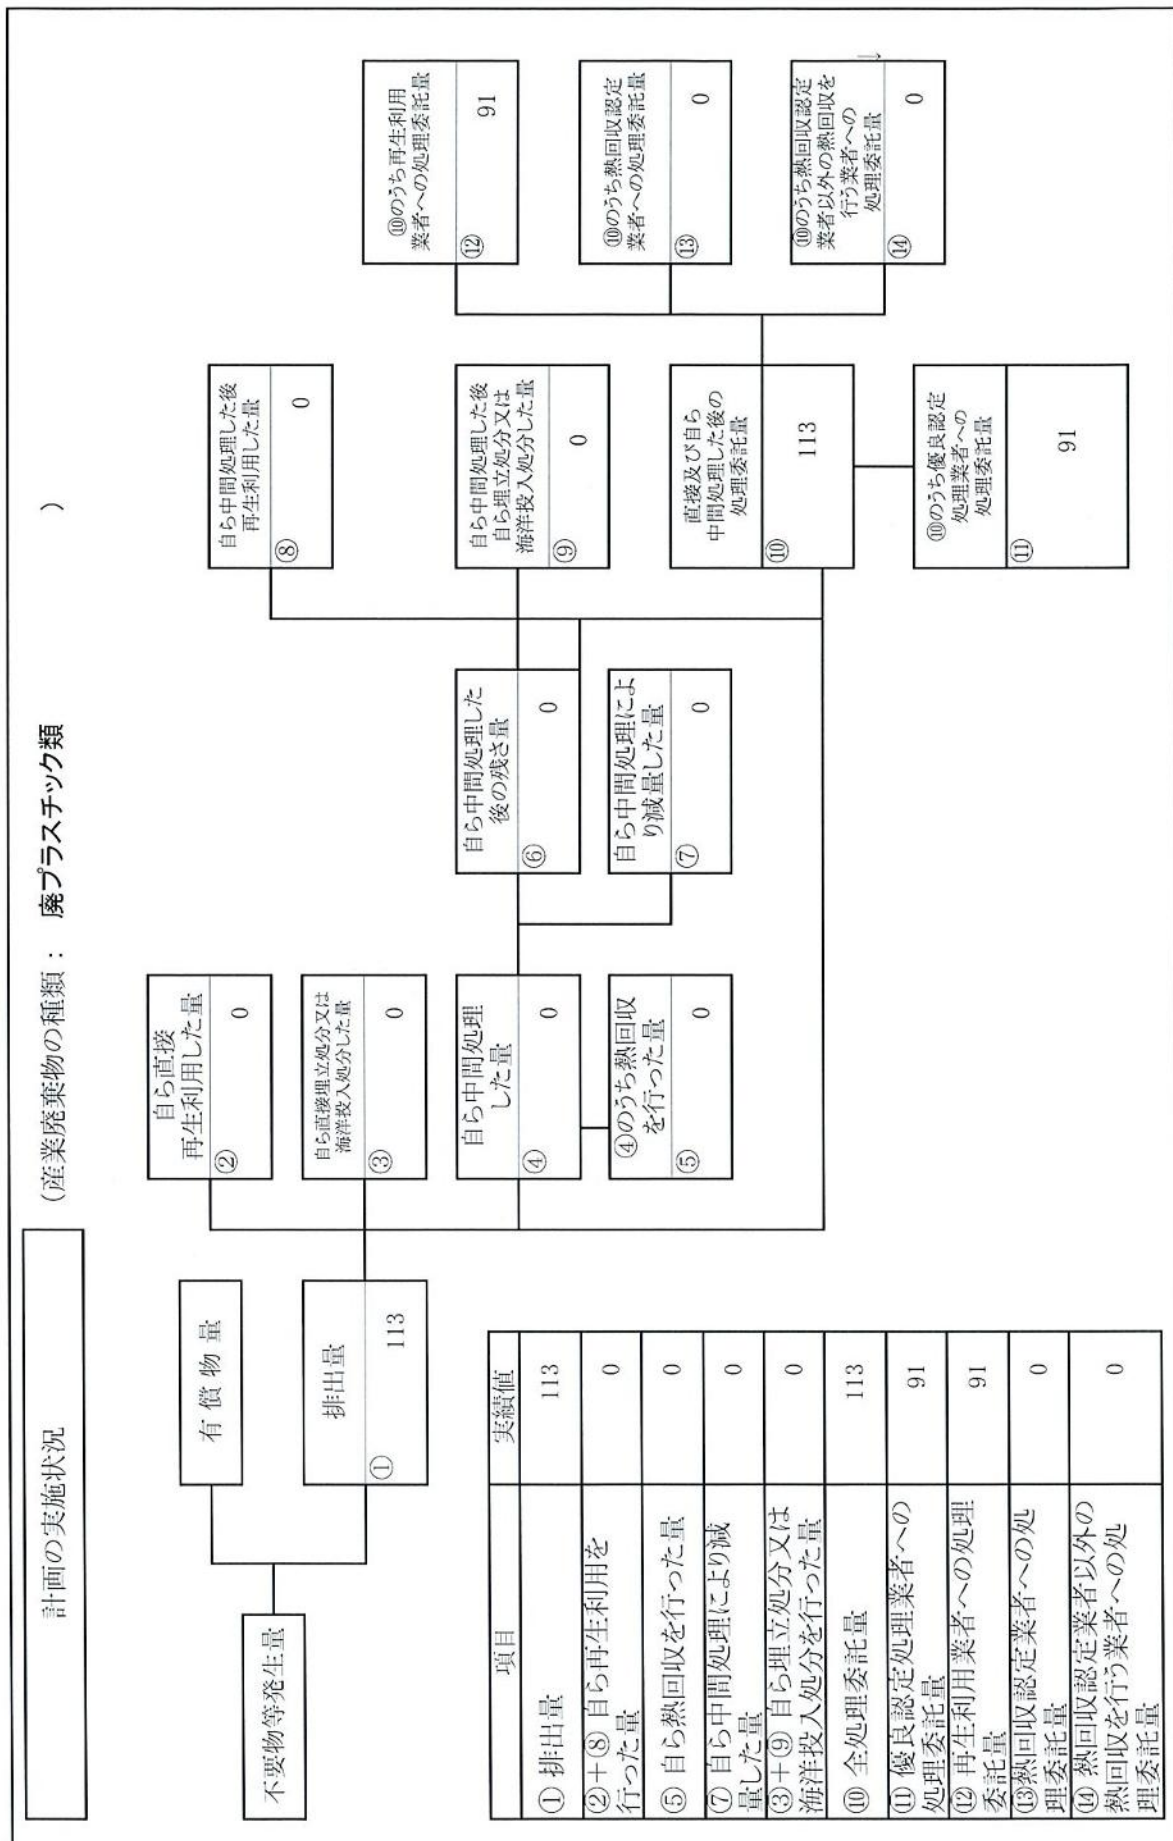 計画の実施状況
(産業廃棄物の種類： 廃プラスチック類 )
不要物等発生量
有償物量
排出量
① 113
自ら直接
再生利用した量
② 0
自ら直接埋立処分又は
海洋投入処分した量
③ 0
自ら中間処理
した量
④ 0
④のうち熱回収
を行った量
⑤ 0
自ら中間処理した
後の残さ量
⑥ 0
自ら中間処理によ
り減量した量
⑦ 0
自ら中間処理した後
再生利用した量
⑧ 0
自ら中間処理した後
自ら埋立処分又は
海洋投入処分した量
⑨ 0
直接及び自ら
中間処理した後の
処理委託量
⑩ 113
⑩のうち優良認定
処理業者への
処理委託量
⑪ 91
⑩のうち再生利用
業者への処理委託量
⑫ 91
⑩のうち熱回収認定
業者への処理委託量
⑬ 0
⑩のうち熱回収認定
業者以外の熱回収を
行う業者への
処理委託量
⑭ 0
項目 実績値
① 排出量 113
②+⑧ 自ら再生利用を
行った量 0
⑤ 自ら熱回収を行った量 0
⑦ 自ら中間処理により減
量した量 0
③+⑨ 自ら埋立処分又は
海洋投入処分を行った量 0
⑩ 全処理委託量 113
⑪ 優良認定処理業者への
処理委託量 91
⑫ 再生利用業者への処理
委託量 91
⑬熱回収認定業者への処
理委託量 0
⑭ 熱回収認定業者以外の
熱回収を行う業者への処
理委託量 0